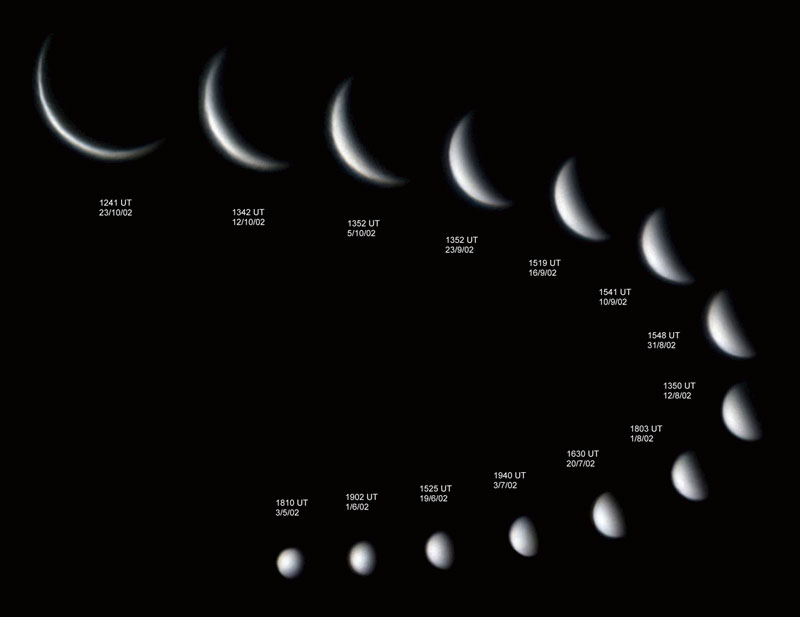 1241 UT
23/10/02
1342 UT
12/10/02
1352 UT
5/10/02
1352 UT
23/9/02
1519 UT
16/9/02
1541 UT
10/9/02
1548 UT
31/8/02
1350 UT
12/8/02
1803 UT
1/8/02
1630 UT
20/7/02
1940 UT
3/7/02
1525 UT
19/6/02
1902 UT
1/6/02
1810 UT
3/5/02